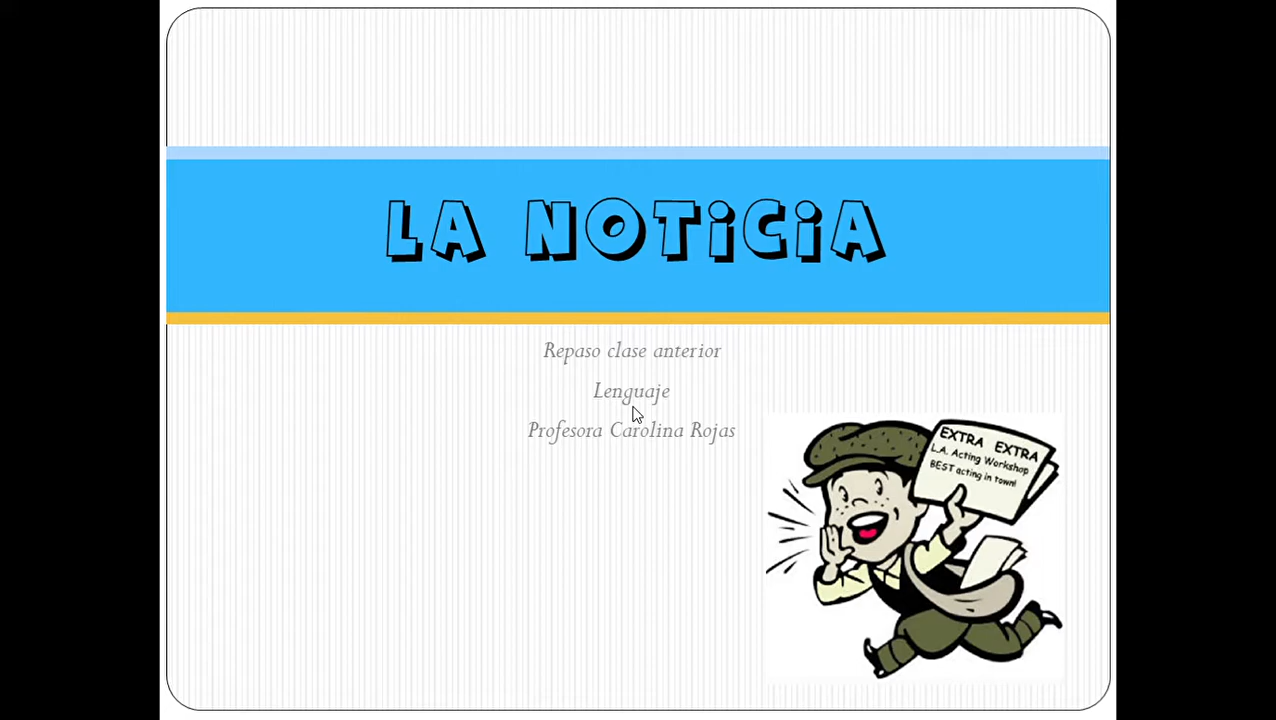 LA NOTiCiA
Repaso clase anterior
Lenguaje
Profesora Carolina Rojas
EXTRA EXTRA
L.A. Acting Workshop
BEST acting in town!